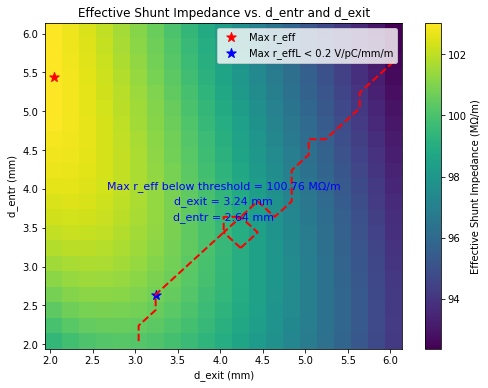 Effective Shunt Impedance vs. d_entr and d_exit
Max r_eff
Max r_effL < 0.2 V/pC/mm/m
Max r_eff below threshold = 100.76 MΩ/m
d_exit = 3.24 mm
d_entr = 2.64 mm
d_entr (mm)
6.0
5.5
5.0
4.5
4.0
3.5
3.0
2.5
2.0
2.0 2.5 3.0 3.5 4.0 4.5 5.0 5.5 6.0
d_exit (mm)
102
100
98
96
94
Effective Shunt Impedance (MΩ/mm)